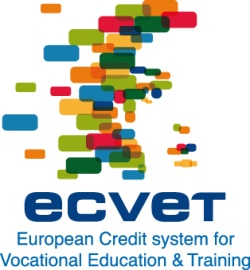 ecvet
European Credit system for
Vocational Education & Training